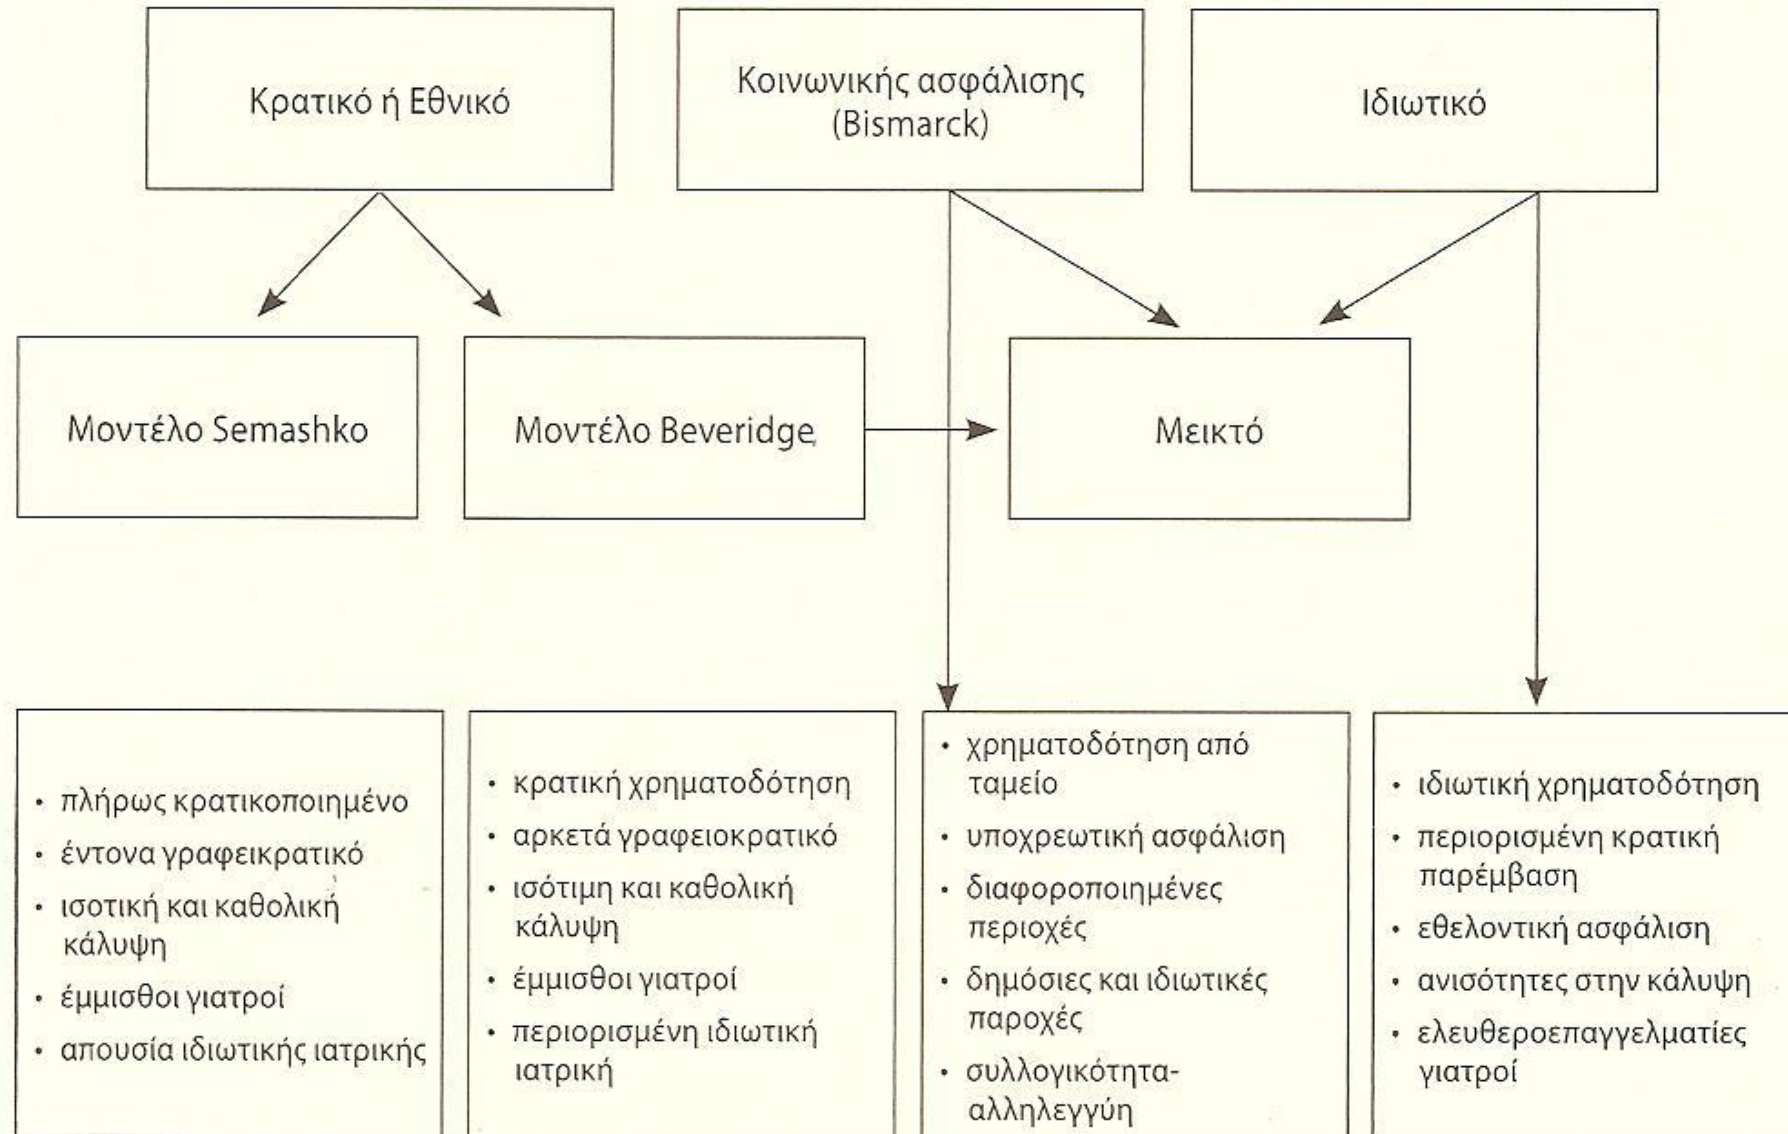 Κρατικό ή Εθνικό
Κοινωνικής ασφάλισης
(Bismarck)
Ιδιωτικό
Μοντέλο Semashko
Μοντέλο Beveridge
Μεικτό
• πλήρως κρατικοποιημένο
• έντονα γραφεικρατικό
• ισοτική και καθολική
κάλυψη
• έμμισθοι γιατροί
• απουσία ιδιωτικής ιατρικής
• κρατική χρηματοδότηση
• αρκετά γραφειοκρατικό
• ισότιμη και καθολική
κάλυψη
• έμμισθοι γιατροί
• περιορισμένη ιδιωτική
ιατρική
• χρηματοδότηση από
ταμείο
• υποχρεωτική ασφάλιση
• διαφοροποιημένες
περιοχές
• δημόσιες και ιδιωτικές
παροχές
• συλλογικότητα-
αλληλεγγύη
• ιδιωτική χρηματοδότηση
• περιορισμένη κρατική
παρέμβαση
• εθελοντική ασφάλιση
• ανισότητες στην κάλυψη
• ελευθεροεπαγγελματίες
γιατροί